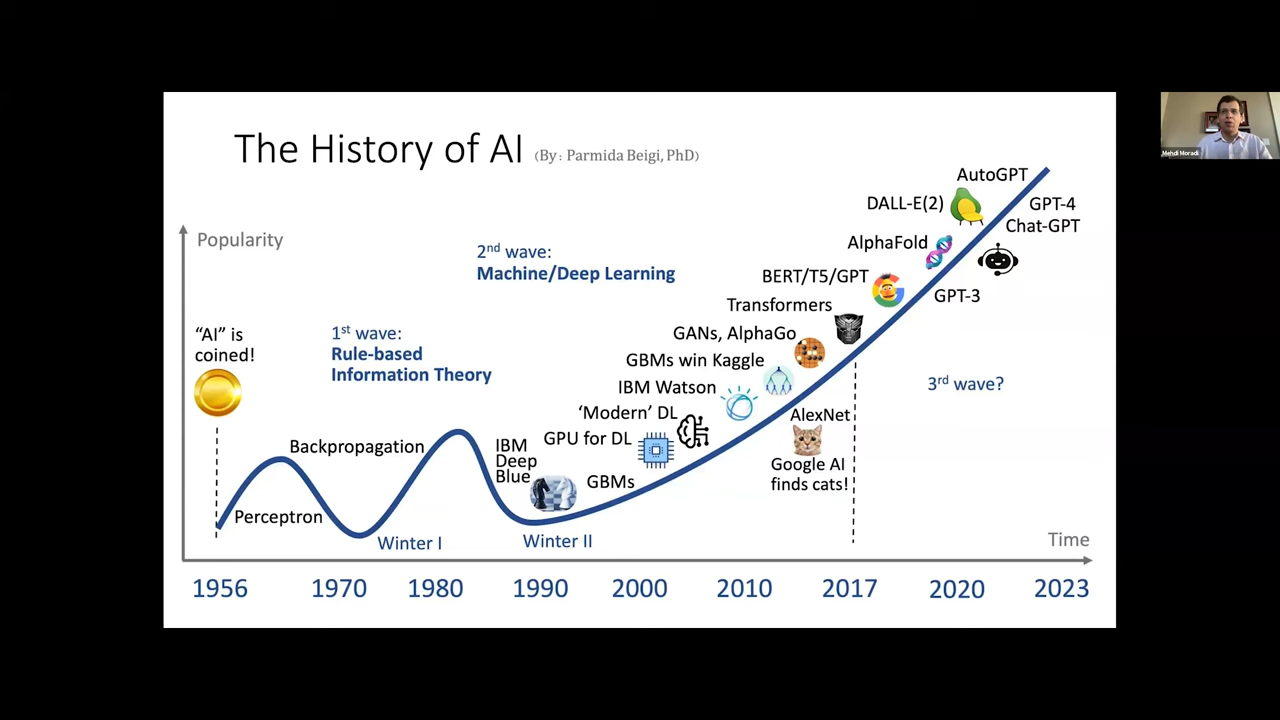 The History of AI (By: Parmida Beigi, PhD)
Mehdi Moradi
AutoGPT
DALL-E(2)
GPT-4
Chat-GPT
Popularity
2nd wave:
Machine/Deep Learning
AlphaFold
BERT/T5/GPT
GPT-3
Transformers
"AI" is
coined!
1st wave:
Rule-based
Information Theory
GANs, AlphaGo
GBMs win Kaggle
IBM Watson
3rd wave?
'Modern' DL
AlexNet
GPU for DL
Backpropagation
IBM
Deep
Blue
Google AI
finds cats!
GBMs
Perceptron
Winter I
Winter II
Time
1956 1970 1980 1990 2000 2010 2017 2020 2023